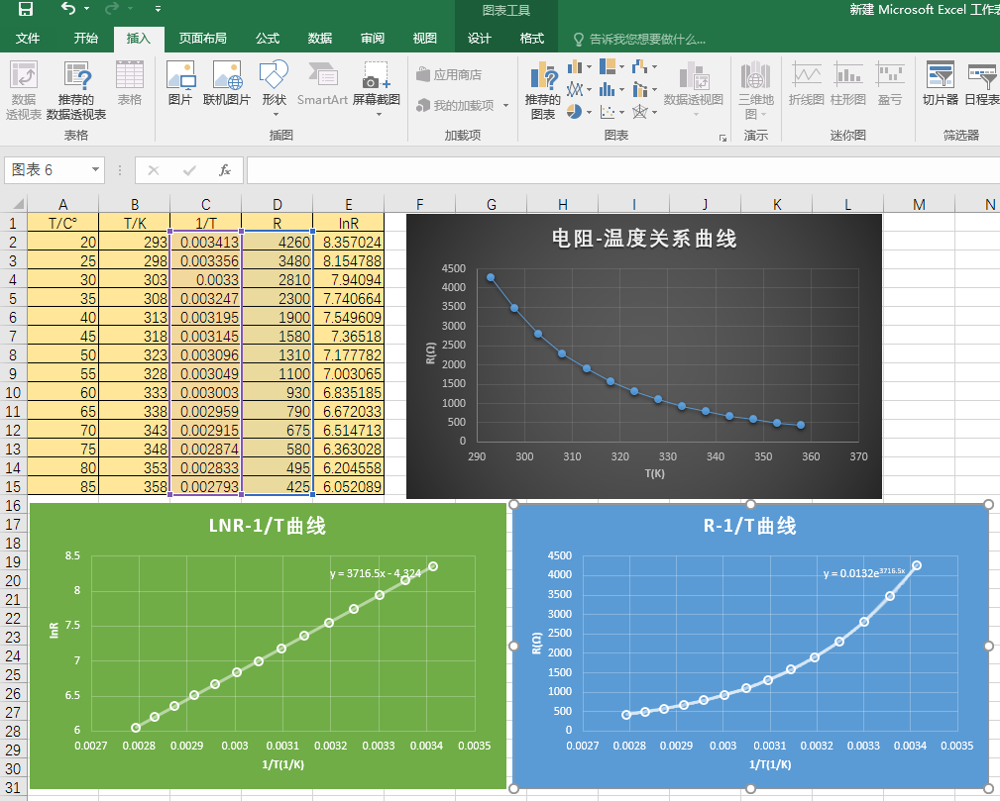 图表工具
新建 Microsoft Excel 工作表
文件 开始 插入 页面布局 公式 数据 审阅 视图 设计 格式 告诉我您想要做什么...
数据透视表 推荐的数据透视表 表格 图片 联机图片 形状 SmartArt 屏幕截图 应用商店 我的加载项 推荐的图表 数据透视图 三维地图 折线图 柱形图 盈亏 切片器 日程表
表格 插图 加载项 图表 演示 迷你图 筛选器
图表 6 fx
A B C D E F G H I J K L M N
1 T/C° T/K 1/T R lnR
2 20 293 0.003413 4260 8.357024
3 25 298 0.003356 3480 8.154788
4 30 303 0.0033 2810 7.94094
5 35 308 0.003247 2300 7.740664
6 40 313 0.003195 1900 7.549609
7 45 318 0.003145 1580 7.36518
8 50 323 0.003096 1310 7.177782
9 55 328 0.003049 1100 7.003065
10 60 333 0.003003 930 6.835185
11 65 338 0.002959 790 6.672033
12 70 343 0.002915 675 6.514713
13 75 348 0.002874 580 6.363028
14 80 353 0.002833 495 6.204558
15 85 358 0.002793 425 6.052089
16
17
18
19
20
21
22
23
24
25
26
27
28
29
30
31
电阻-温度关系曲线
4500
4000
3500
3000
2500
2000
1500
1000
500
0
R(Ω)
290 300 310 320 330 340 350 360 370
T(K)
LNR-1/T曲线
y = 3716.5x - 4.324
8.5
8
7.5
7
6.5
6
lnR
0.0027 0.0028 0.0029 0.003 0.0031 0.0032 0.0033 0.0034 0.0035
1/T(1/K)
R-1/T曲线
y = 0.0132e^3716.5x
4500
4000
3500
3000
2500
2000
1500
1000
500
0
R(Ω)
0.0027 0.0028 0.0029 0.003 0.0031 0.0032 0.0033 0.0034 0.0035
1/T(1/K)